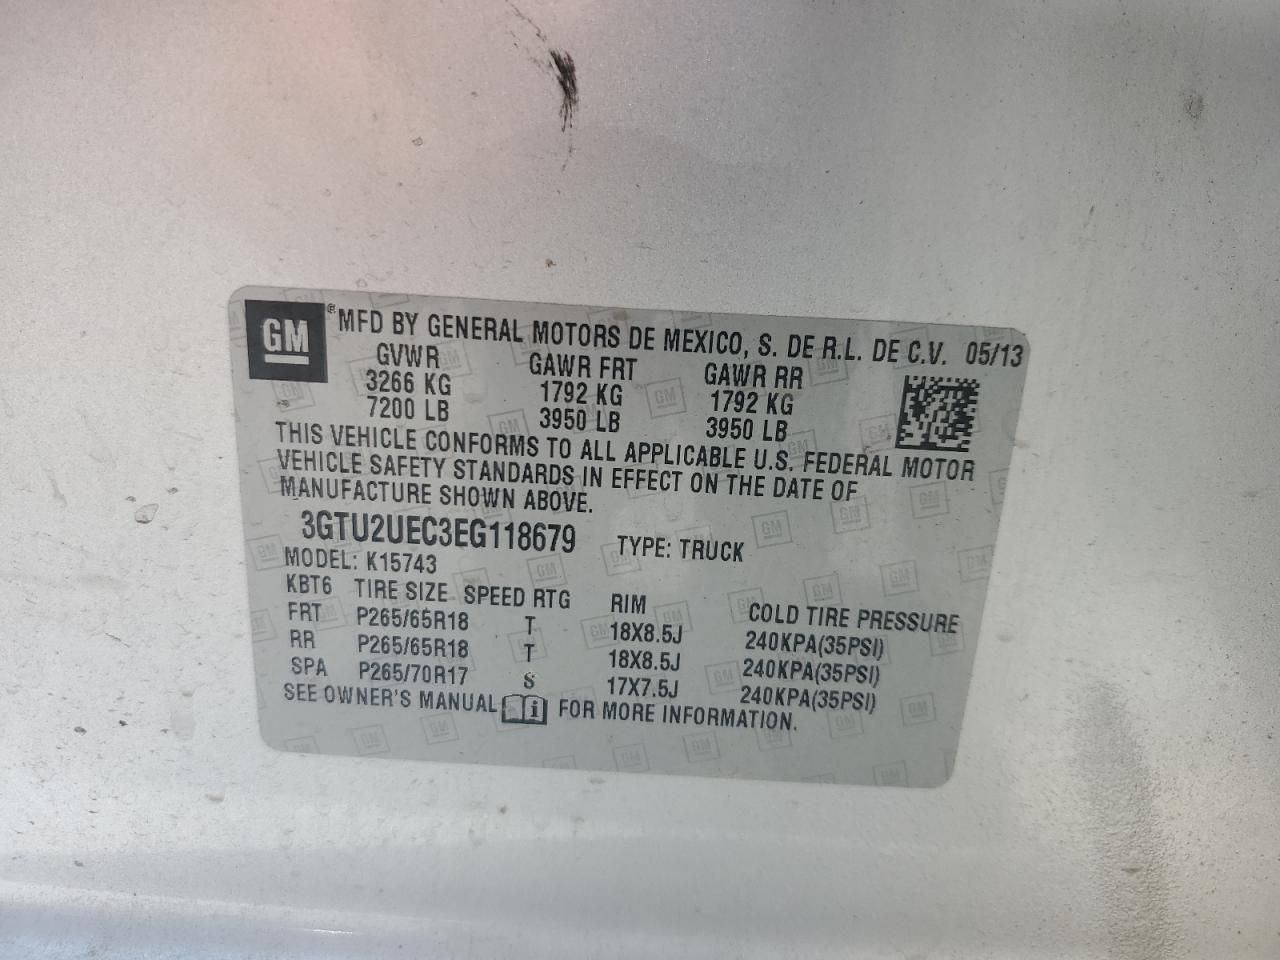 GM ® MFD BY GENERAL MOTORS DE MEXICO, S. DE R.L. DE C.V. 05/13
GVWR GAWR FRT GAWR RR
3266 KG 1792 KG 1792 KG
7200 LB 3950 LB 3950 LB
THIS VEHICLE CONFORMS TO ALL APPLICABLE U.S. FEDERAL MOTOR
VEHICLE SAFETY STANDARDS IN EFFECT ON THE DATE OF
MANUFACTURE SHOWN ABOVE.
3GTU2UEC3EG118679 TYPE: TRUCK
MODEL: K15743
KBT6 TIRE SIZE SPEED RTG RIM COLD TIRE PRESSURE
FRT P265/65R18 T 18X8.5J 240KPA(35PSI)
RR P265/65R18 T 18X8.5J 240KPA(35PSI)
SPA P265/70R17 S 17X7.5J 240KPA(35PSI)
SEE OWNER'S MANUAL i FOR MORE INFORMATION.